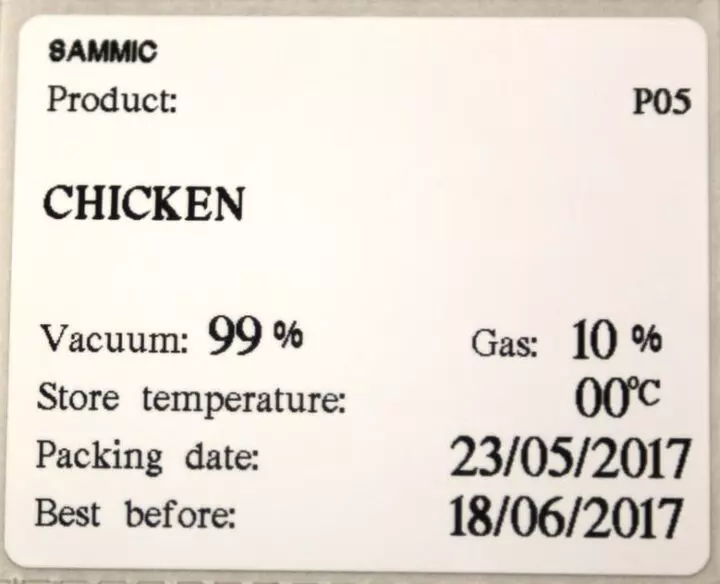 SAMMIC
Product: P05
CHICKEN
Vacuum: 99 % Gas: 10 %
Store temperature: 00°C
Packing date: 23/05/2017
Best before: 18/06/2017